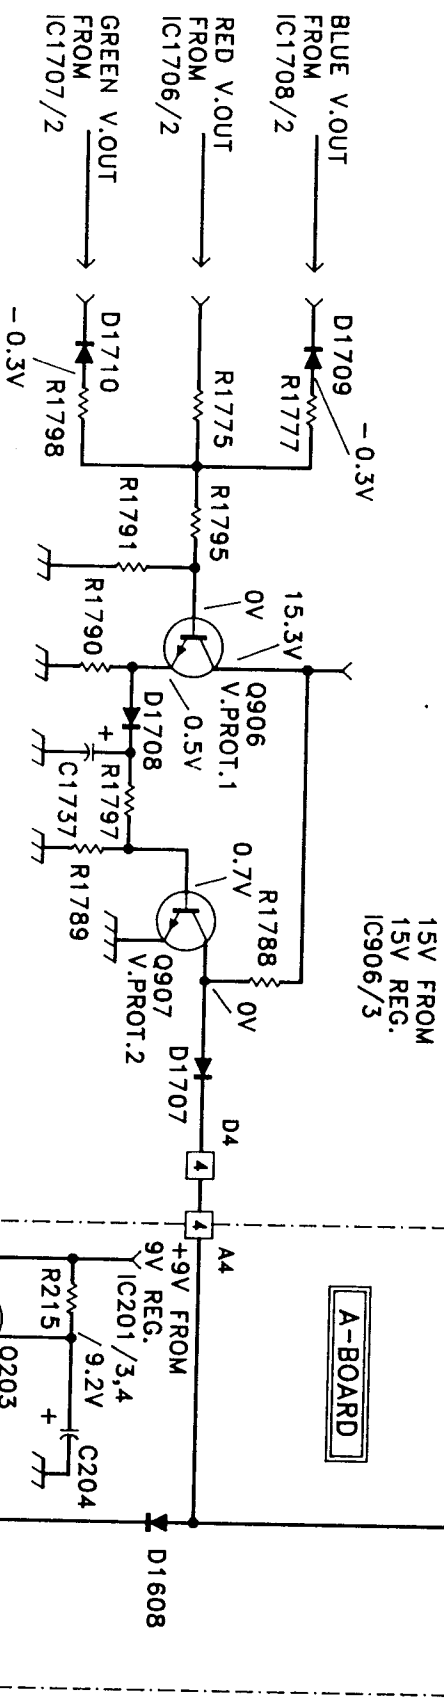 BLUE V.OUT
FROM
IC1708/2
RED V.OUT
FROM
IC1706/2
GREEN V.OUT
FROM
IC1707/2
D1709
R1777
-0.3V
R1775
D1710
R1798
-0.3V
R1795
R1791
0V
15.3V
Q906
V.PROT.1
0.5V
R1790
D1708
+
R1797
C1737
R1789
0.7V
R1788
Q907
V.PROT.2
0V
D1707
15V FROM
15V REG.
IC906/3
D4
4
4
A4
A-BOARD
+9V FROM
9V REG.
IC201/3,4
R215
9.2V
Q203
+
C204
D1608